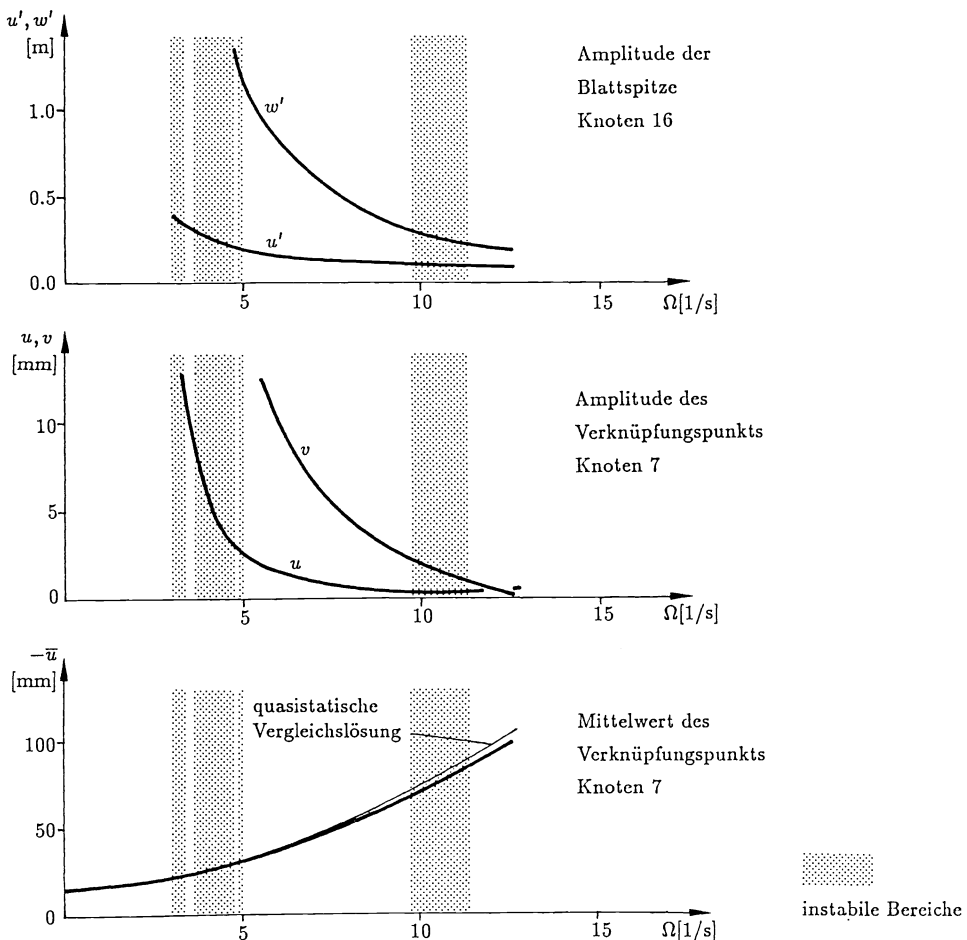 u', w'
[m]
1.0
0.5
0.0
w'
u'
5
10
15
Ω[1/s]
Amplitude der
Blattspitze
Knoten 16
u, v
[mm]
10
5
0
v
u
5
10
15
Ω[1/s]
Amplitude des
Verknüpfungspunkts
Knoten 7
−u̅
[mm]
100
50
0
quasistatische
Vergleichslösung
5
10
15
Ω[1/s]
Mittelwert des
Verknüpfungspunkts
Knoten 7
instabile Bereiche